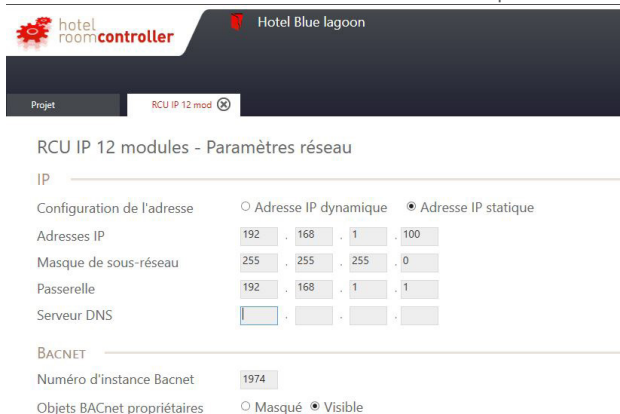 hotel
roomcontroller
Hotel Blue lagoon
Projet
RCU IP 12 mod
RCU IP 12 modules - Paramètres réseau
IP
Configuration de l'adresse Adresse IP dynamique Adresse IP statique
Adresses IP 192 . 168 . 1 . 100
Masque de sous-réseau 255 . 255 . 255 . 0
Passerelle 192 . 168 . 1 . 1
Serveur DNS . . .
BACNET
Numéro d'instance Bacnet 1974
Objets BACnet propriétaires Masqué Visible